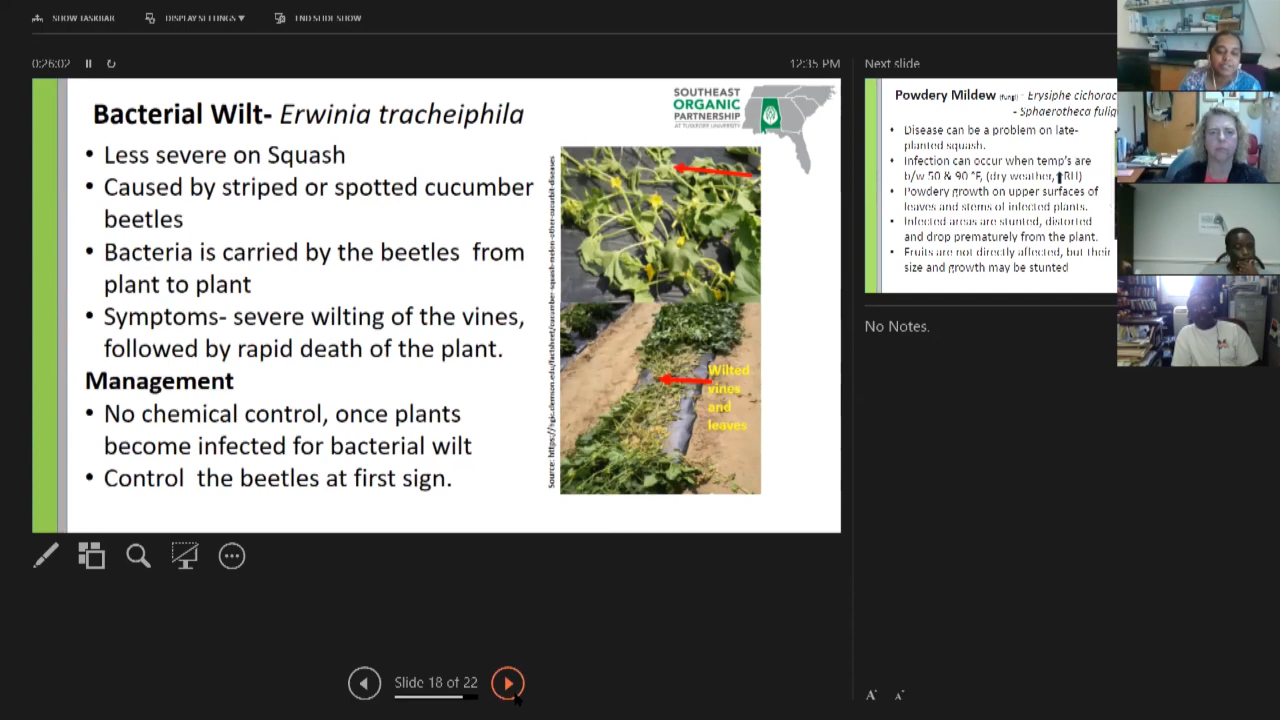 SHOW TASKBAR
DISPLAY SETTINGS ▼
END SLIDE SHOW
0:26:02
12:35 PM
Bacterial Wilt- Erwinia tracheiphila
SOUTHEAST
ORGANIC
PARTNERSHIP
AT TUSKEGEE UNIVERSITY
• Less severe on Squash
• Caused by striped or spotted cucumber
beetles
• Bacteria is carried by the beetles from
plant to plant
• Symptoms- severe wilting of the vines,
followed by rapid death of the plant.
Management
• No chemical control, once plants
become infected for bacterial wilt
• Control the beetles at first sign.
Source: https://hgic.clemson.edu/factsheet/cucumber-squash-melon-other-cucurbit-diseases
Wilted
vines
and
leaves
Slide 18 of 22
Next slide
Powdery Mildew (fungi) - Erysiphe cichorac
- Sphaerotheca fulig
• Disease can be a problem on late-
planted squash.
• Infection can occur when temp's are
b/w 50 & 90 °F, (dry weather, ↑RH)
• Powdery growth on upper surfaces of
leaves and stems of infected plants.
• Infected areas are stunted, distorted
and drop prematurely from the plant.
• Fruits are not directly affected, but their
size and growth may be stunted
No Notes.
A A